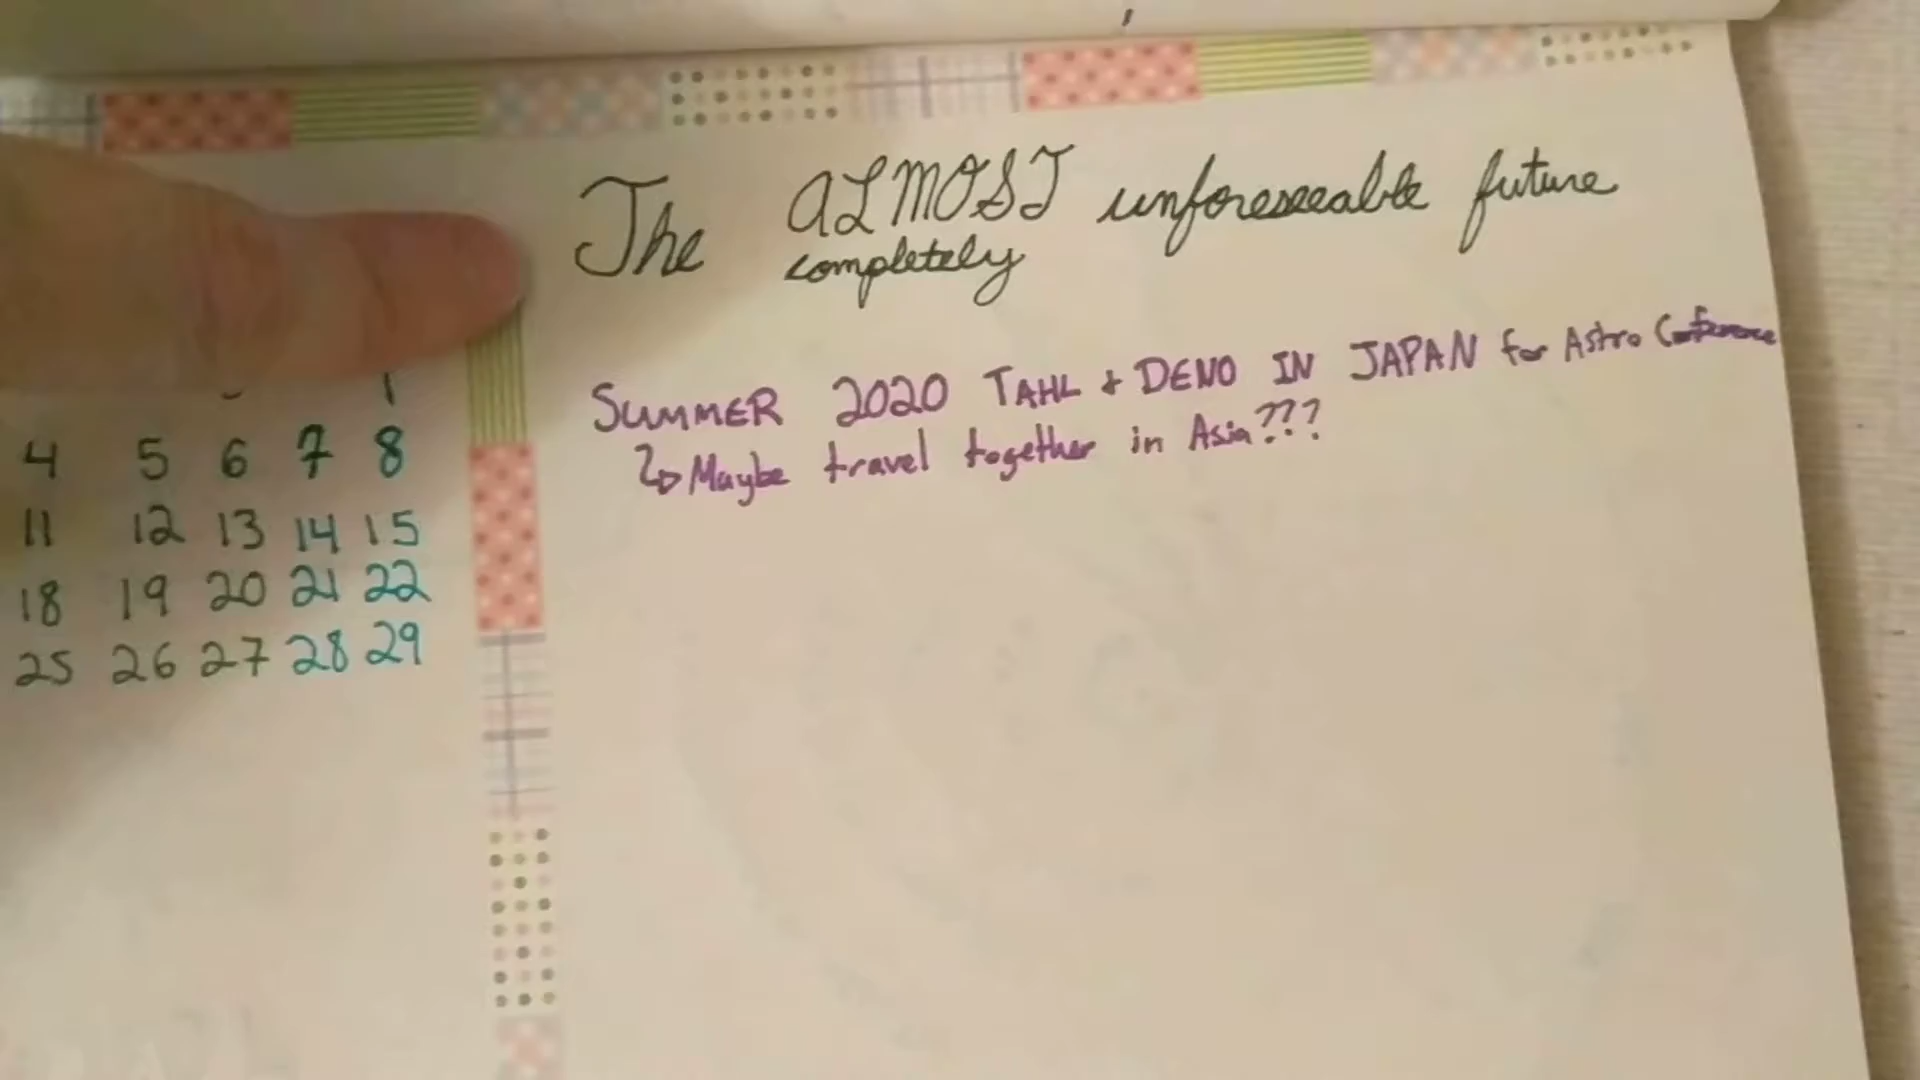 The ALMOST unforeseeable future
completely
SUMMER 2020 TAHL & DENO IN JAPAN for Astro Conference
↳ Maybe travel together in Asia???
1
4 5 6 7 8
11 12 13 14 15
18 19 20 21 22
25 26 27 28 29